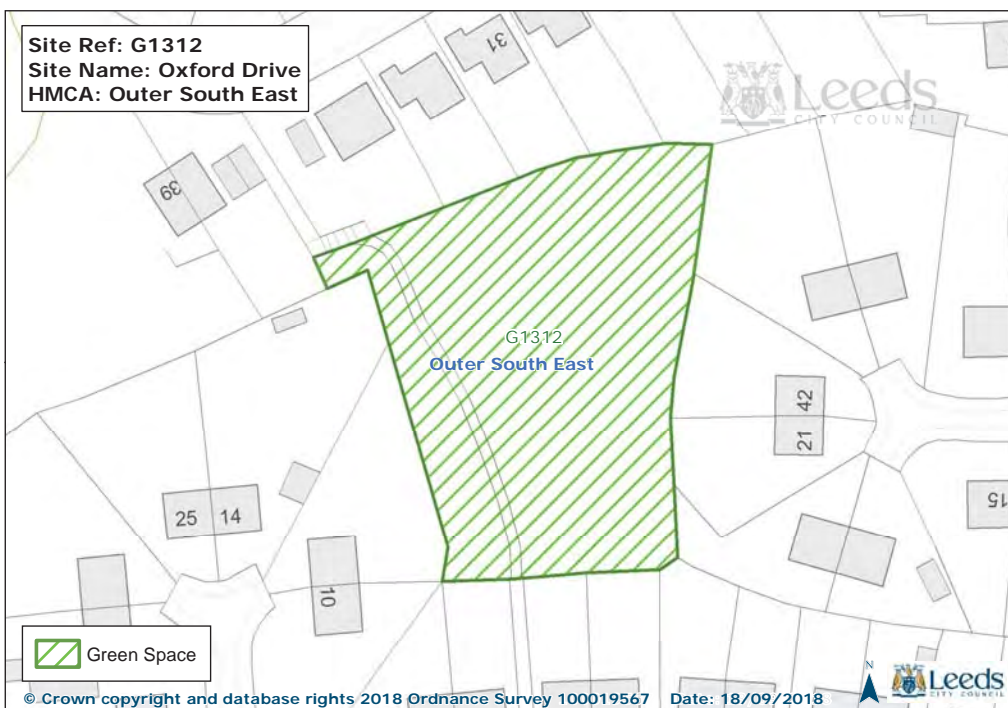 Site Ref: G1312
Site Name: Oxford Drive
HMCA: Outer South East
31
Leeds
CITY COUNCIL
39
G1312
Outer South East
42
21
15
25 14
10
Green Space
N
Leeds
CITY COUNCIL
© Crown copyright and database rights 2018 Ordnance Survey 100019567 Date: 18/09/2018